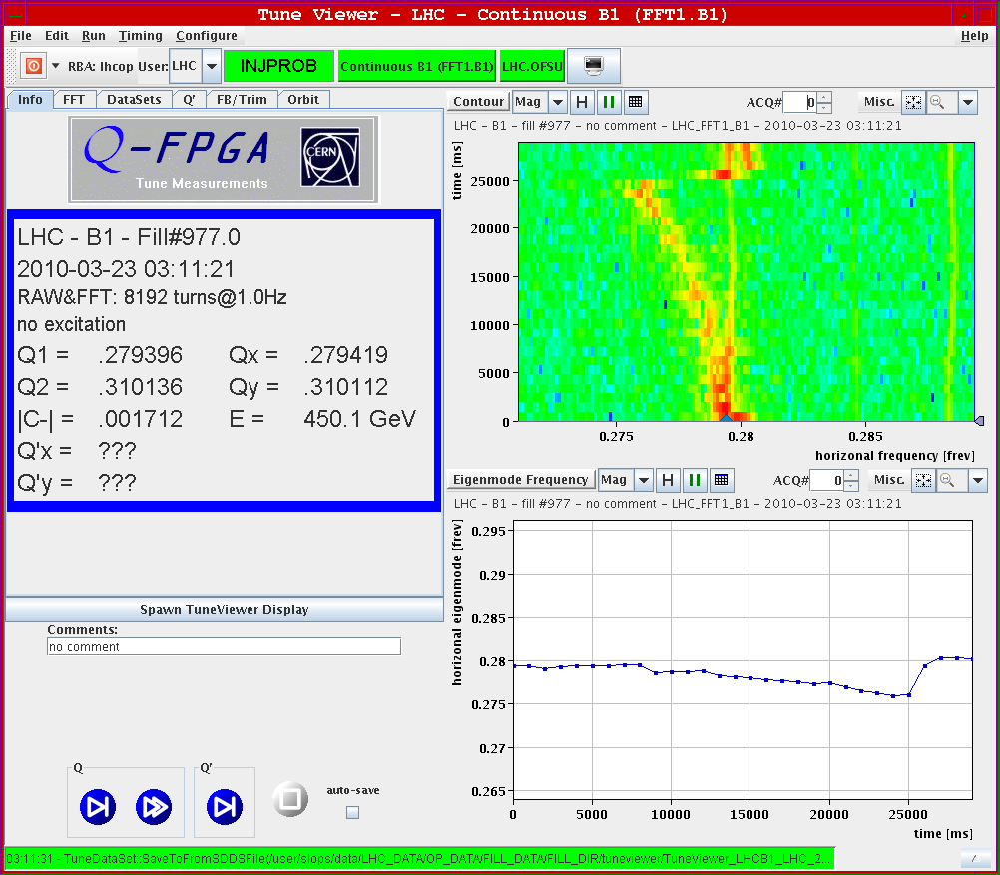 Tune Viewer - LHC - Continuous B1 (FFT1.B1)
File Edit Run Timing Configure Help
RBA: lhcop User: LHC INJPROB Continuous B1 (FFT1.B1) LHC.OFSU
Info FFT DataSets Q' FB/Trim Orbit
Q-FPGA
Tune Measurements
CERN
LHC - B1 - Fill#977.0
2010-03-23 03:11:21
RAW&FFT: 8192 turns@1.0Hz
no excitation
Q1 = .279396 Qx = .279419
Q2 = .310136 Qy = .310112
|C-| = .001712 E = 450.1 GeV
Q'x = ???
Q'y = ???
Spawn TuneViewer Display
Comments:
no comment
Q Q'
auto-save
Contour Mag H ACQ# 0 Misc.
LHC - B1 - fill #977 - no comment - LHC_FFT1_B1 - 2010-03-23 03:11:21
time [ms]
25000
20000
15000
10000
5000
0
0.275 0.28 0.285
horizonal frequency [frev]
Eigenmode Frequency Mag H ACQ# 0 Misc.
LHC - B1 - fill #977 - no comment - LHC_FFT1_B1 - 2010-03-23 03:11:21
horizonal eigenmode [frev]
0.295
0.29
0.285
0.28
0.275
0.27
0.265
0 5000 10000 15000 20000 25000
time [ms]
03:11:31 - TuneDataSet::SaveToFromSDDSFile(/user/slops/data/LHC_DATA/OP_DATA/FILL_DATA/FILL_DIR/tuneviewer/TuneViewer_LHCB1_LHC_2...